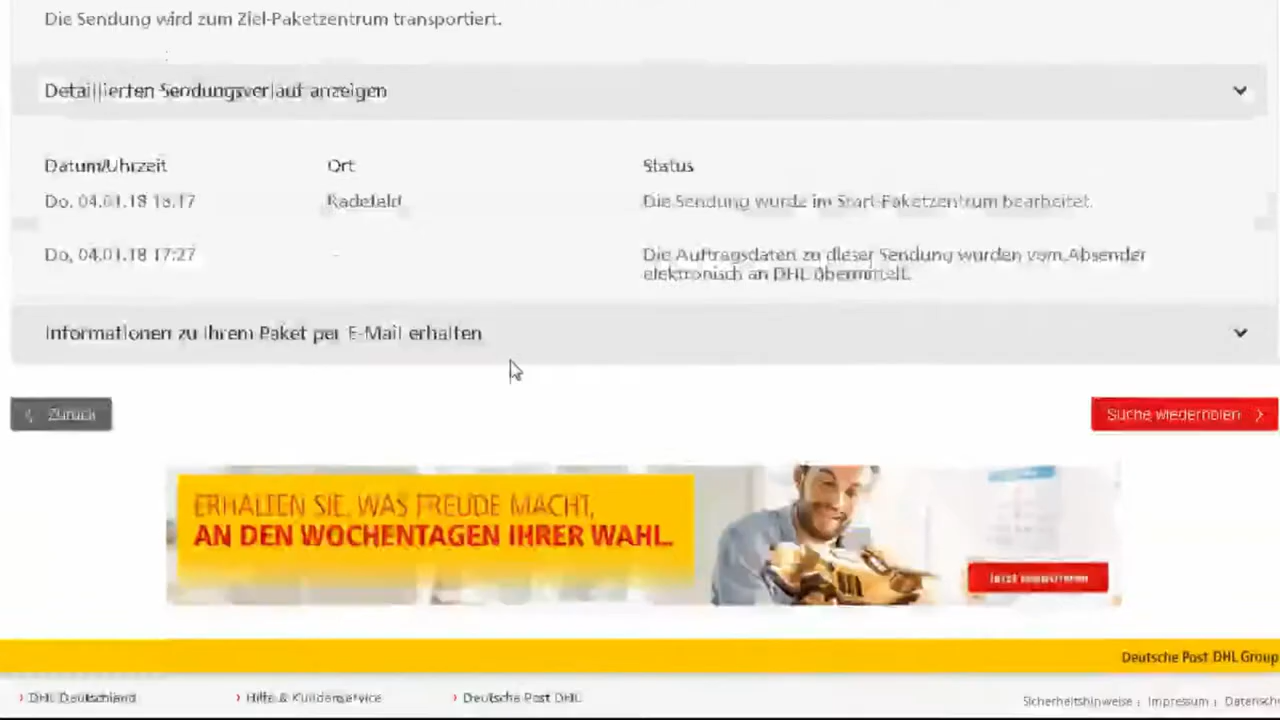 Die Sendung wird zum Ziel-Paketzentrum transportiert.
Detaillierten Sendungsverlauf anzeigen
Datum/Uhrzeit Ort Status
Do, 04.01.18 18:17 Radefeld Die Sendung wurde im Start-Paketzentrum bearbeitet.
Do, 04.01.18 17:27 - Die Auftragsdaten zu dieser Sendung wurden vom Absender
elektronisch an DHL übermittelt.
Informationen zu Ihrem Paket per E-Mail erhalten
Zurück
Suche wiederholen
ERHALTEN SIE, WAS FREUDE MACHT,
AN DEN WOCHENTAGEN IHRER WAHL.
Jetzt
Deutsche Post DHL Group
DHL Deutschland Hilfe & Kundenservice Deutsche Post DHL Sicherheitshinweise Impressum Datensch